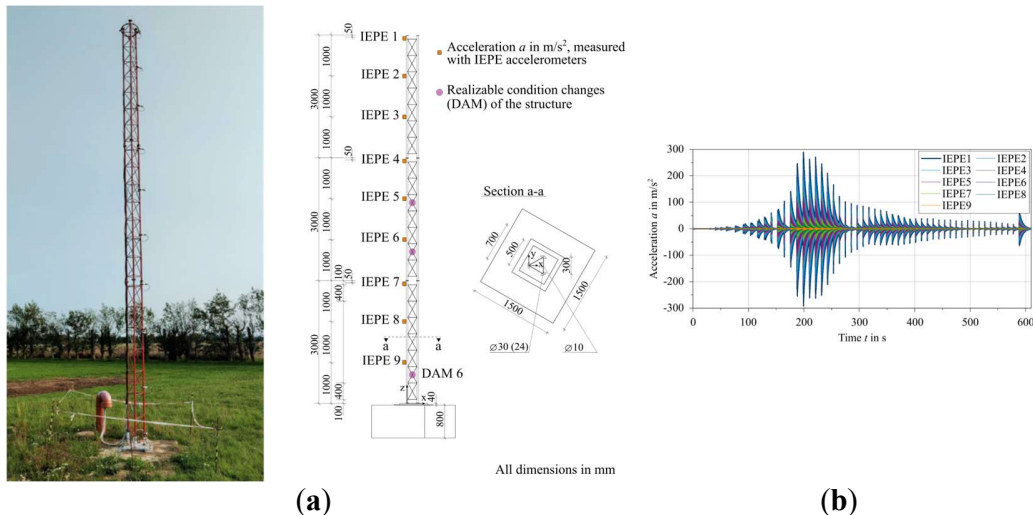 IEPE 1
IEPE 2
IEPE 3
IEPE 4
IEPE 5
IEPE 6
IEPE 7
IEPE 8
IEPE 9
50
1000
1000
1000
3000
50
1000
1000
1000
3000
50
100
400
1000
1000
1000
3000
400
100
a
a
DAM 6
z
x
40
800
Acceleration a in m/s², measured
with IEPE accelerometers
Realizable condition changes
(DAM) of the structure
Section a-a
700
500
y
x
300
1500
1500
⌀30 (24)
⌀10
All dimensions in mm
(a)
Acceleration a in m/s²
300
200
100
0
-100
-200
-300
IEPE1 IEPE2
IEPE3 IEPE4
IEPE5 IEPE6
IEPE7 IEPE8
IEPE9
0 100 200 300 400 500 600
Time t in s
(b)